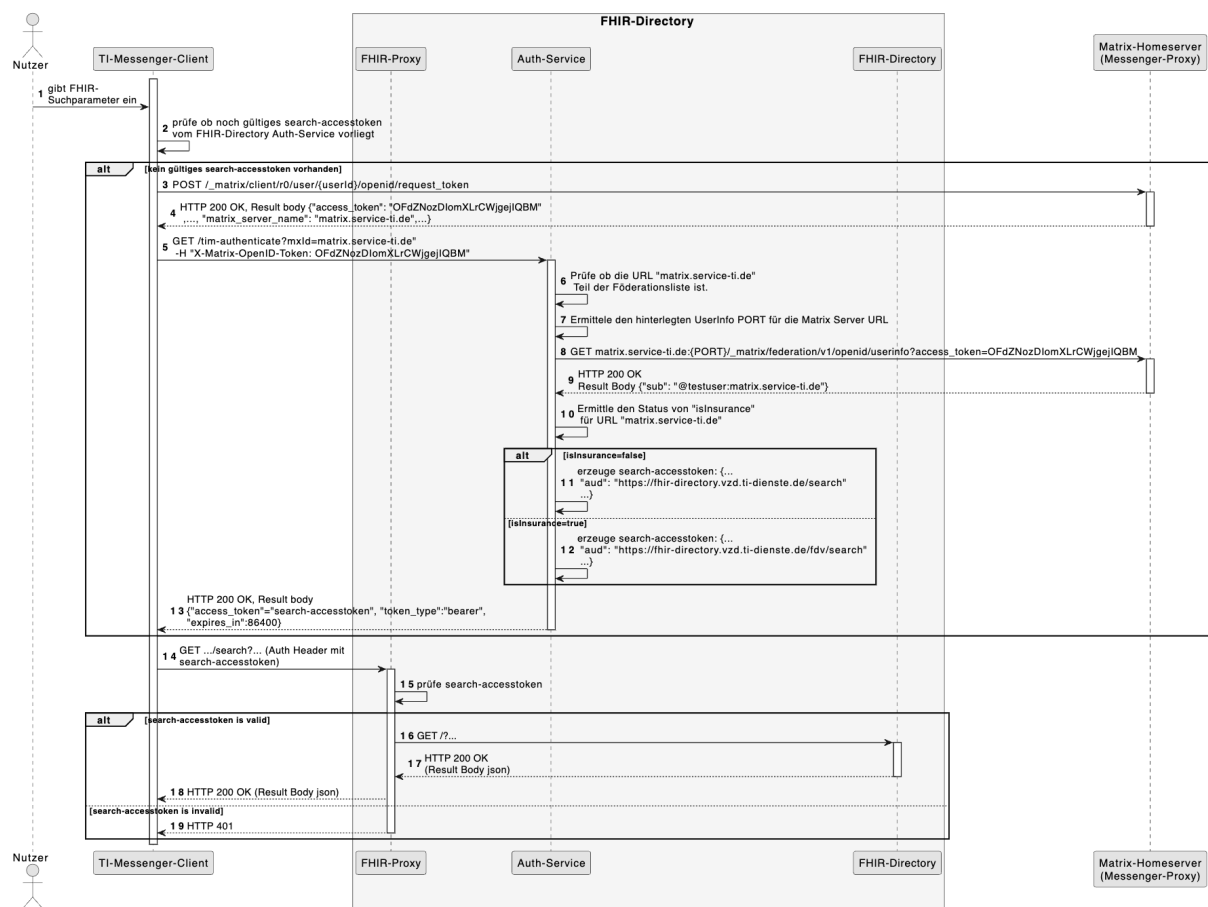 FHIR-Directory
Nutzer
TI-Messenger-Client
FHIR-Proxy
Auth-Service
FHIR-Directory
Matrix-Homeserver
(Messenger-Proxy)
1 gibt FHIR-
Suchparameter ein
2 prüfe ob noch gültiges search-accesstoken
vom FHIR-Directory Auth-Service vorliegt
alt [kein gültiges search-accesstoken vorhanden]
3 POST /_matrix/client/r0/user/{userId}/openid/request_token
4 HTTP 200 OK, Result body {"access_token": "OFdZNozDIomXLrCWjgejIQBM"
,..., "matrix_server_name": "matrix.service-ti.de",...}
5 GET /tim-authenticate?mxId=matrix.service-ti.de"
-H "X-Matrix-OpenID-Token: OFdZNozDIomXLrCWjgejIQBM"
6 Prüfe ob die URL "matrix.service-ti.de"
Teil der Föderationsliste ist.
7 Ermittele den hinterlegten UserInfo PORT für die Matrix Server URL
8 GET matrix.service-ti.de:{PORT}/_matrix/federation/v1/openid/userinfo?access_token=OFdZNozDIomXLrCWjgejIQBM
9 HTTP 200 OK
Result Body {"sub": "@testuser:matrix.service-ti.de"}
10 Ermittle den Status von "isInsurance"
für URL "matrix.service-ti.de"
alt [isInsurance=false]
erzeuge search-accesstoken: {...
11 "aud": "https://fhir-directory.vzd.ti-dienste.de/search"
...}
[isInsurance=true]
erzeuge search-accesstoken: {...
12 "aud": "https://fhir-directory.vzd.ti-dienste.de/fdv/search"
...}
HTTP 200 OK, Result body
13 {"access_token"="search-accesstoken", "token_type":"bearer",
"expires_in":86400}
14 GET .../search?... (Auth Header mit
search-accesstoken)
15 prüfe search-accesstoken
alt [search-accesstoken is valid]
16 GET /?...
17 HTTP 200 OK
(Result Body json)
18 HTTP 200 OK (Result Body json)
[search-accesstoken is invalid]
19 HTTP 401
Nutzer
TI-Messenger-Client
FHIR-Proxy
Auth-Service
FHIR-Directory
Matrix-Homeserver
(Messenger-Proxy)